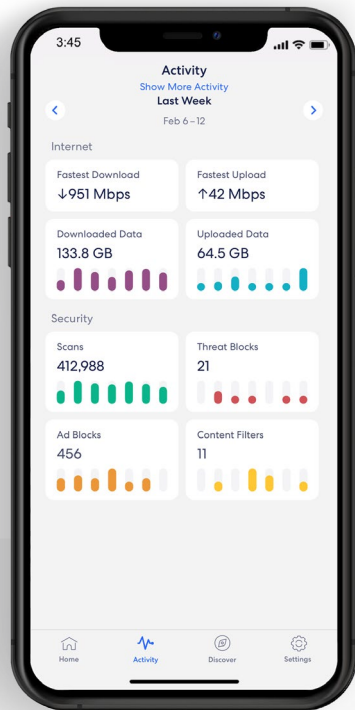 3:45
Activity
Show More Activity
Last Week
Feb 6 – 12
Internet
Fastest Download
↓951 Mbps
Fastest Upload
↑42 Mbps
Downloaded Data
133.8 GB
Uploaded Data
64.5 GB
Security
Scans
412,988
Threat Blocks
21
Ad Blocks
456
Content Filters
11
Home
Activity
Discover
Settings